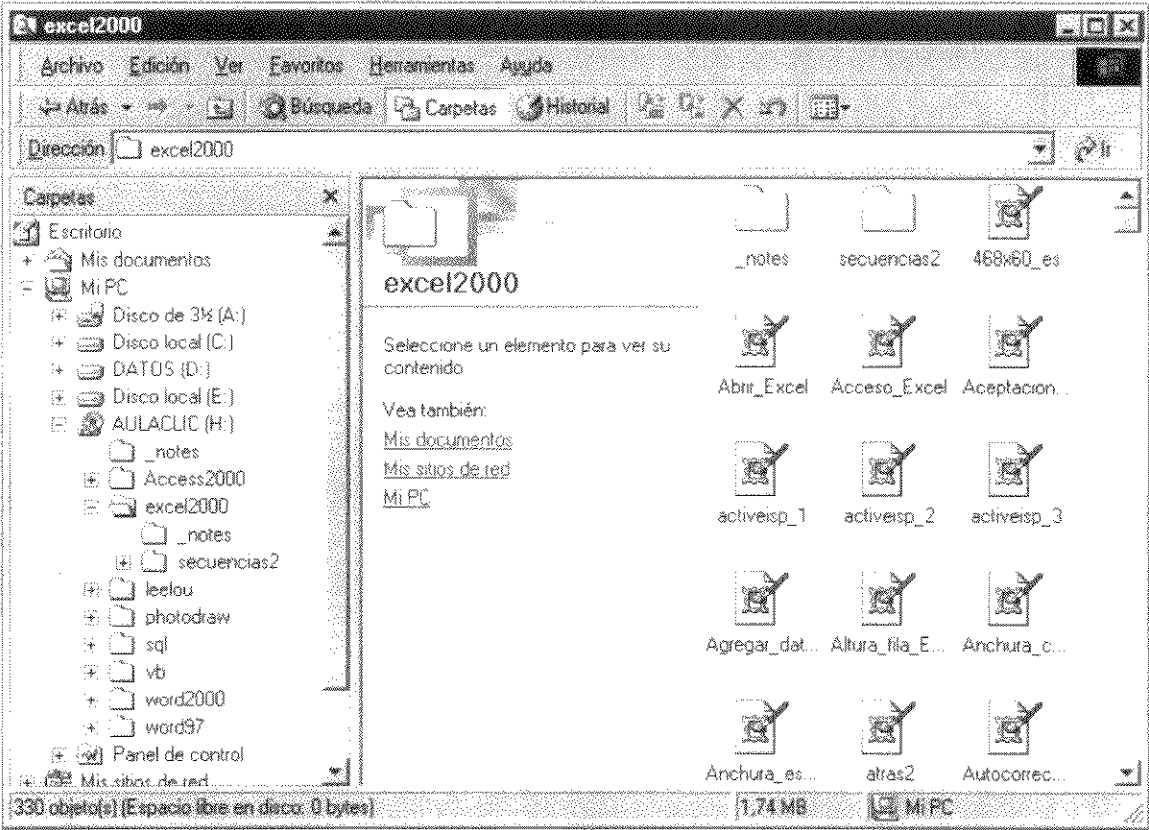 excel2000
Archivo Edición Ver Favoritos Herramientas Ayuda
Atrás Búsqueda Carpetas Historial
Dirección excel2000 Ir
Carpetas
Escritorio
Mis documentos
Mi PC
Disco de 3½ (A:)
Disco local (C:)
DATOS (D:)
Disco local (E:)
AULACLIC (H:)
_notes
Access2000
excel2000
_notes
secuencias2
leelou
photodraw
sql
vb
word2000
word97
Panel de control
Mis sitios de red
excel2000
Seleccione un elemento para ver su
contenido
Vea también:
Mis documentos
Mis sitios de red
Mi PC
_notes secuencias2 468x60_es
Abrir_Excel Acceso_Excel Aceptacion...
activeisp_1 activeisp_2 activeisp_3
Agregar_dat... Altura_fila_E... Anchura_c...
Anchura_es... atras2 Autocorrec...
330 objeto(s) (Espacio libre en disco: 0 bytes) 1,74 MB Mi PC